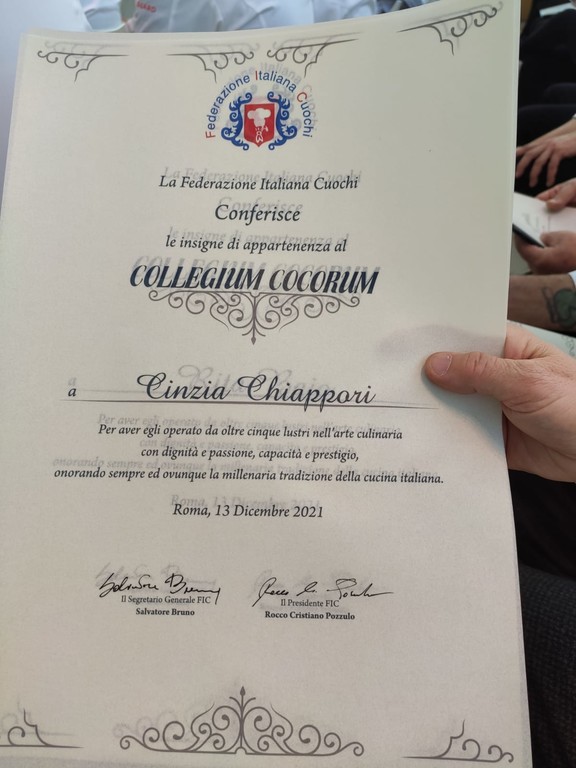 AWARD
Federazione Italiana Cuochi
La Federazione Italiana Cuochi
Conferisce
le insigne di appartenenza al
COLLEGIUM COCORUM
a Cinzia Chiappori
Per aver egli operato da oltre cinque lustri nell'arte culinaria
con dignità e passione, capacità e prestigio,
onorando sempre ed ovunque la millenaria tradizione della cucina italiana.
Roma, 13 Dicembre 2021
Il Segretario Generale FIC
Salvatore Bruno
Il Presidente FIC
Rocco Cristiano Pozzulo